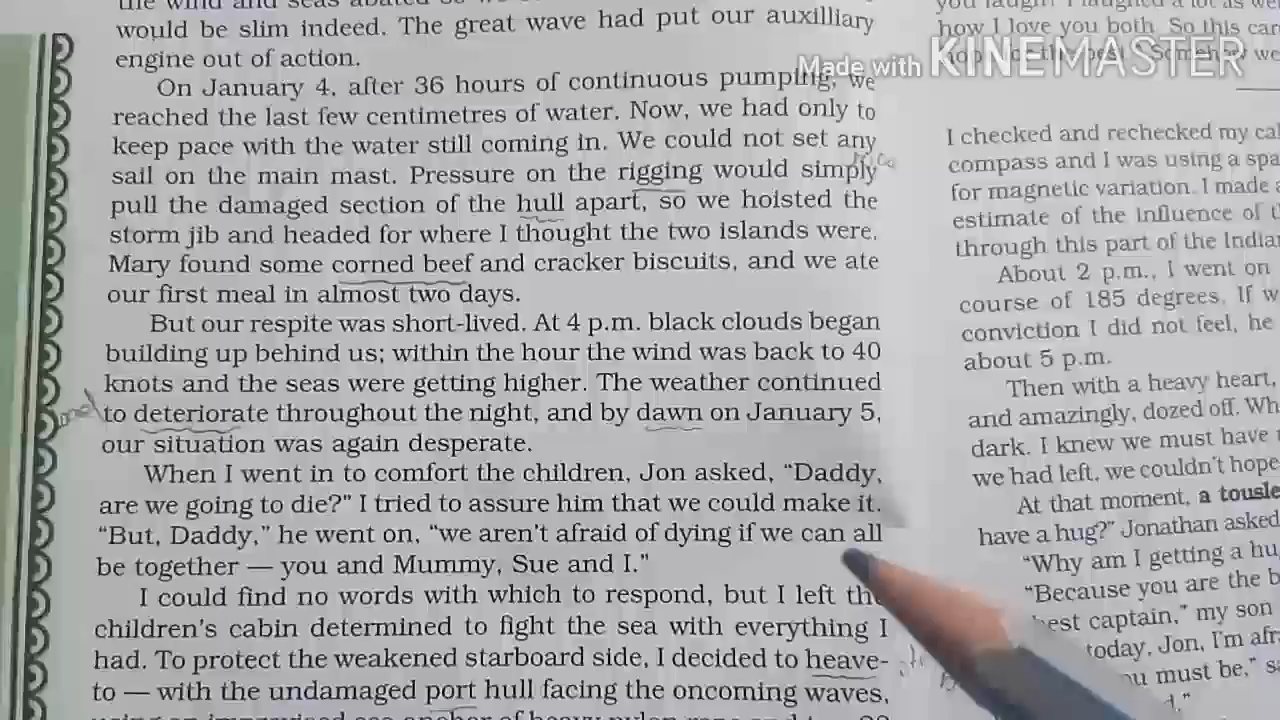 would be slim indeed. The great wave had put our auxilliary
engine out of action.
On January 4, after 36 hours of continuous pumping, we
reached the last few centimetres of water. Now, we had only to
keep pace with the water still coming in. We could not set any
sail on the main mast. Pressure on the rigging would simply
pull the damaged section of the hull apart, so we hoisted the
storm jib and headed for where I thought the two islands were.
Mary found some corned beef and cracker biscuits, and we ate
our first meal in almost two days.
But our respite was short-lived. At 4 p.m. black clouds began
building up behind us; within the hour the wind was back to 40
knots and the seas were getting higher. The weather continued
to deteriorate throughout the night, and by dawn on January 5,
our situation was again desperate.
When I went in to comfort the children, Jon asked, “Daddy,
are we going to die?” I tried to assure him that we could make it.
“But, Daddy,” he went on, “we aren't afraid of dying if we can all
be together — you and Mummy, Sue and I.”
I could find no words with which to respond, but I left the
children's cabin determined to fight the sea with everything I
had. To protect the weakened starboard side, I decided to heave-
to — with the undamaged port hull facing the oncoming waves,
how I love you both. So this
Made with KINEMASTER
I checked and rechecked my
compass and I was using a
for magnetic variation. I made
estimate of the influence of
through this part of the
About 2 p.m., I went on
course of 185 degrees. If
conviction I did not feel, he
about 5 p.m.
Then with a heavy heart,
and amazingly, dozed off.
dark. I knew we must have
we had left, we couldn't hope
At that moment, a
have a hug?” Jonathan asked
“Why am I getting a
“Because you are the
best captain,” my son
today, Jon, I'm
must be,”